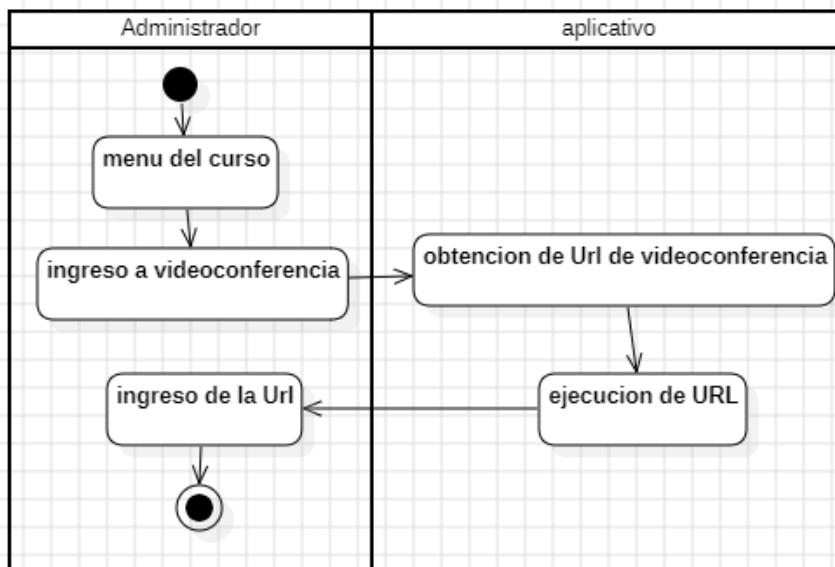 Administrador
aplicativo
menu del curso
ingreso a videoconferencia
obtencion de Url de videoconferencia
ejecucion de URL
ingreso de la Url